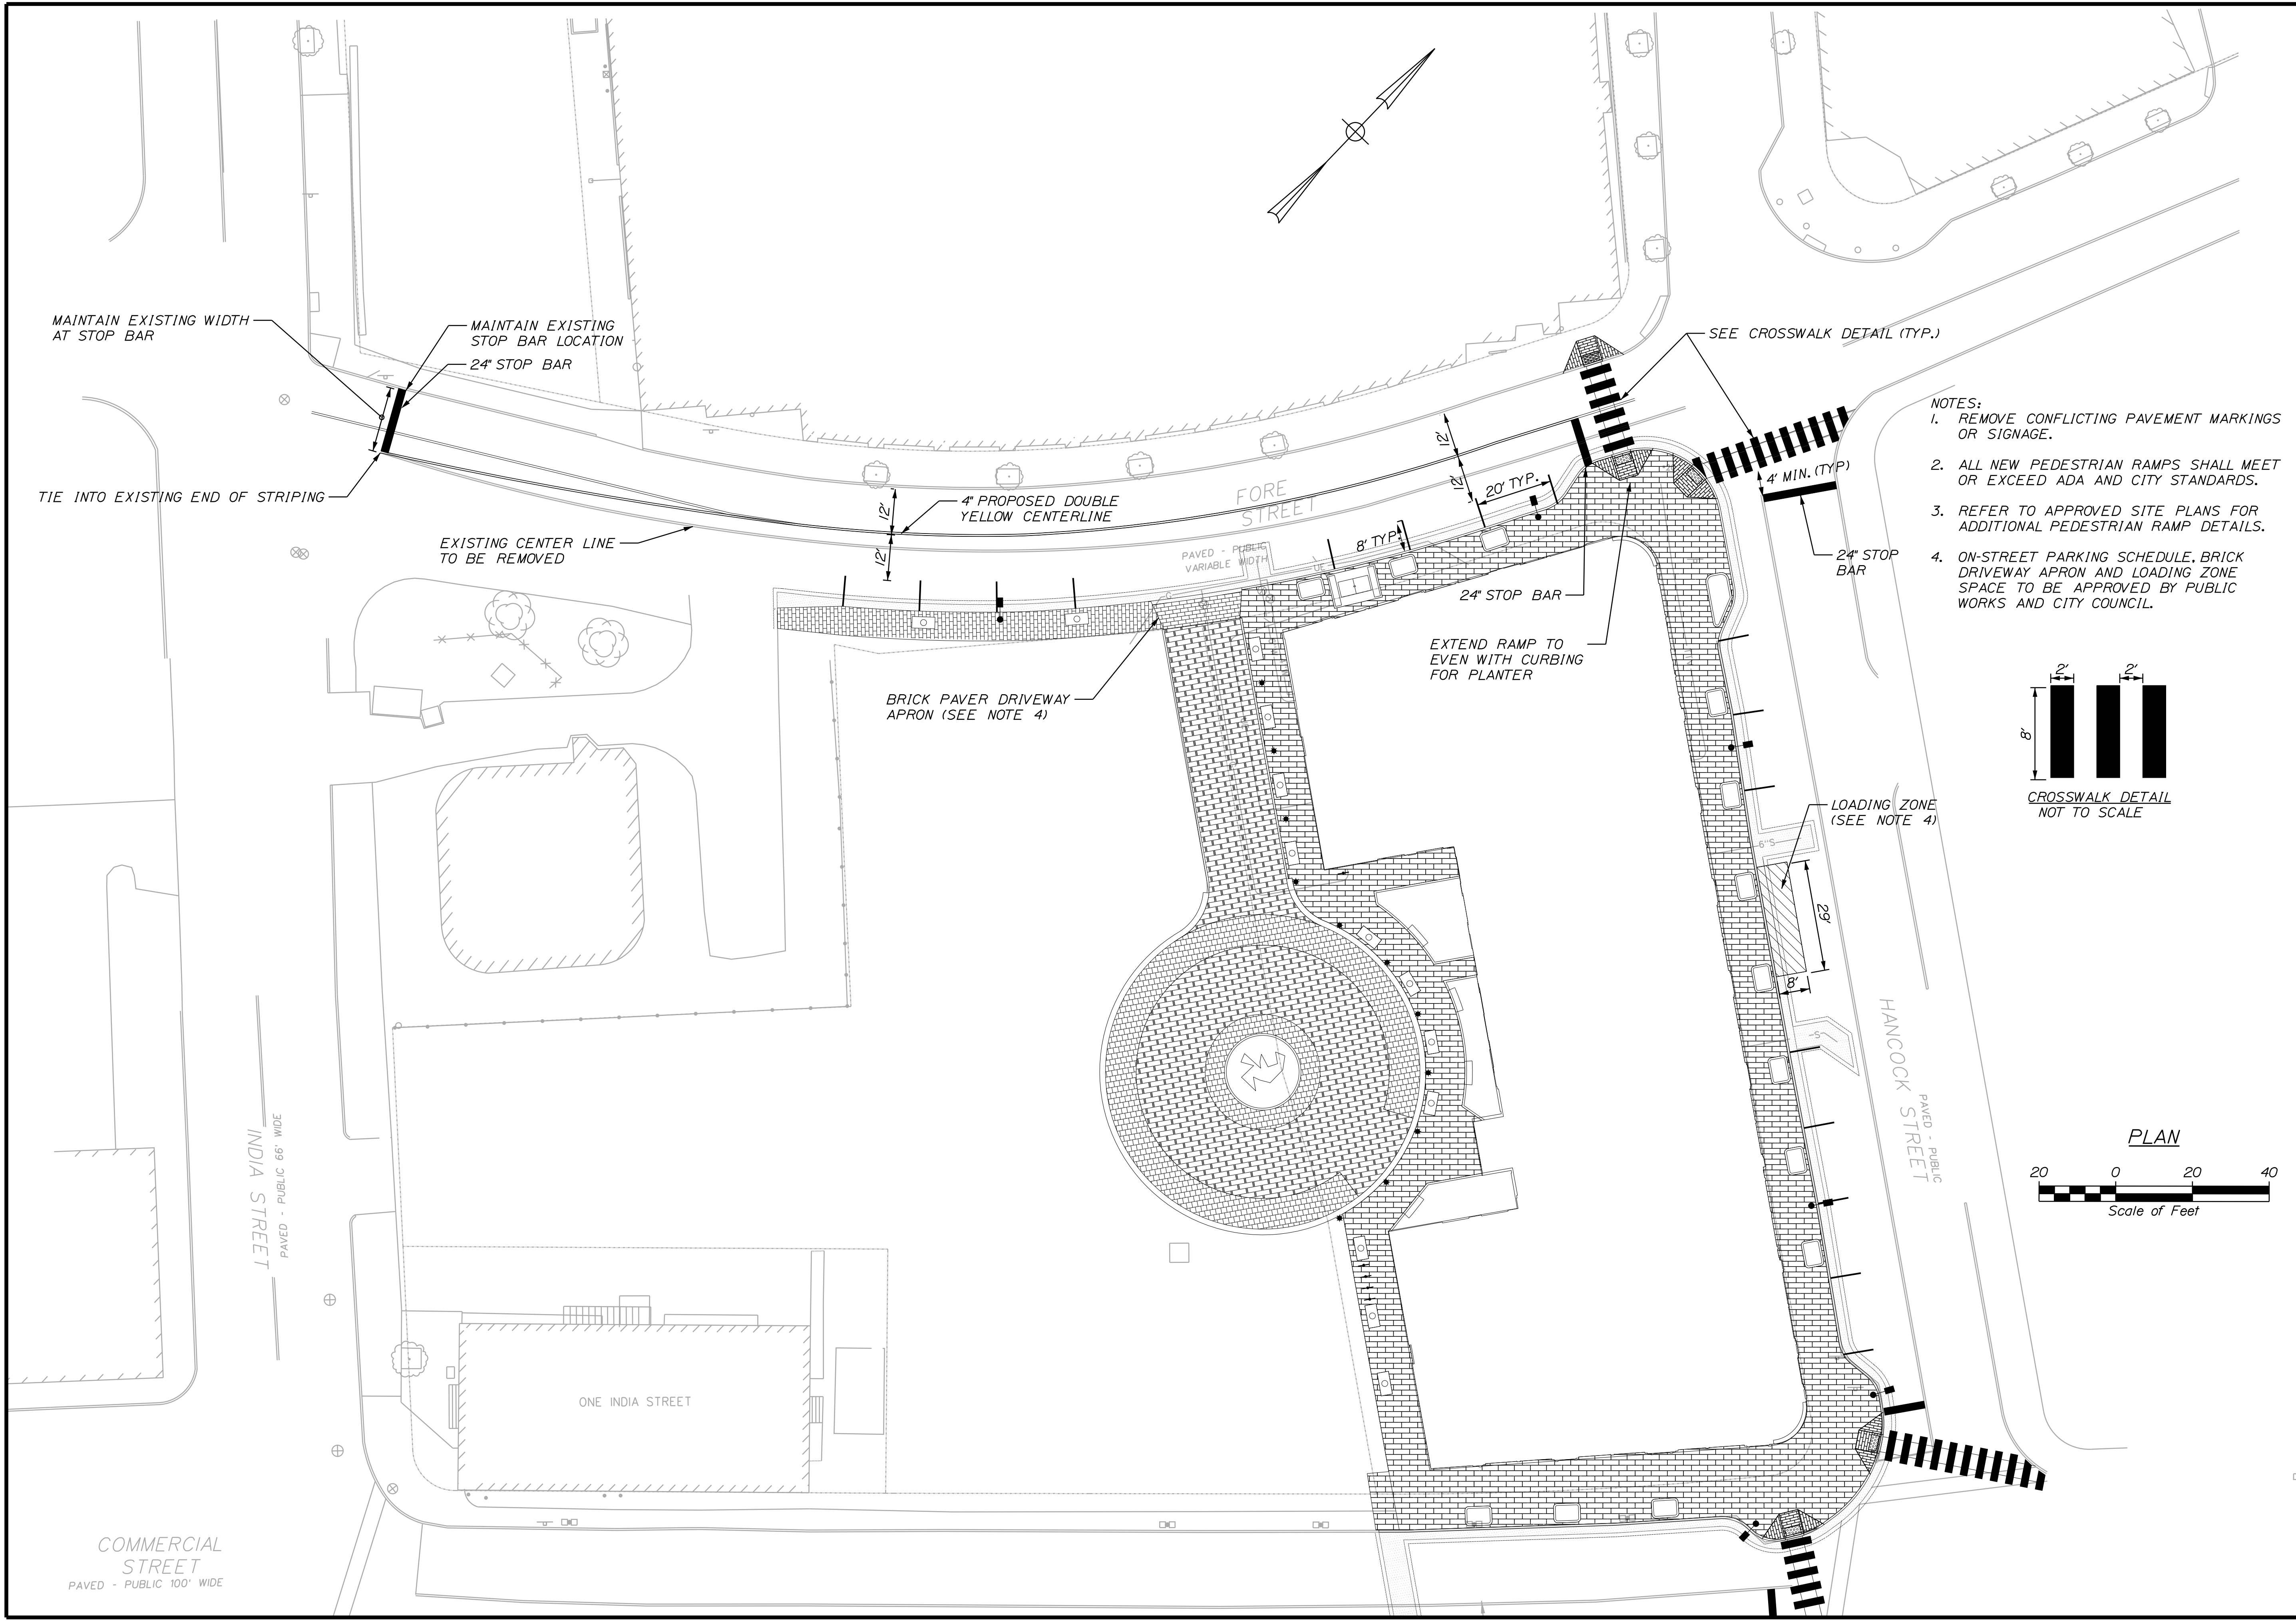 MAINTAIN EXISTING WIDTH
AT STOP BAR
MAINTAIN EXISTING
STOP BAR LOCATION
24" STOP BAR
TIE INTO EXISTING END OF STRIPING
EXISTING CENTER LINE
TO BE REMOVED
12'
12'
4" PROPOSED DOUBLE
YELLOW CENTERLINE
FORE
STREET
PAVED - PUBLIC
VARIABLE WIDTH
12'
12'
20' TYP.
8' TYP.
24" STOP BAR
EXTEND RAMP TO
EVEN WITH CURBING
FOR PLANTER
BRICK PAVER DRIVEWAY
APRON (SEE NOTE 4)
SEE CROSSWALK DETAIL (TYP.)
4' MIN. (TYP)
24" STOP
BAR
NOTES:
1. REMOVE CONFLICTING PAVEMENT MARKINGS
OR SIGNAGE.
2. ALL NEW PEDESTRIAN RAMPS SHALL MEET
OR EXCEED ADA AND CITY STANDARDS.
3. REFER TO APPROVED SITE PLANS FOR
ADDITIONAL PEDESTRIAN RAMP DETAILS.
4. ON-STREET PARKING SCHEDULE, BRICK
DRIVEWAY APRON AND LOADING ZONE
SPACE TO BE APPROVED BY PUBLIC
WORKS AND CITY COUNCIL.
2'
2'
8'
CROSSWALK DETAIL
NOT TO SCALE
LOADING ZONE
(SEE NOTE 4)
6"S
29'
8'
S
HANCOCK STREET
PAVED - PUBLIC
PLAN
20 0 20 40
Scale of Feet
INDIA STREET
PAVED - PUBLIC 66' WIDE
ONE INDIA STREET
COMMERCIAL
STREET
PAVED - PUBLIC 100' WIDE